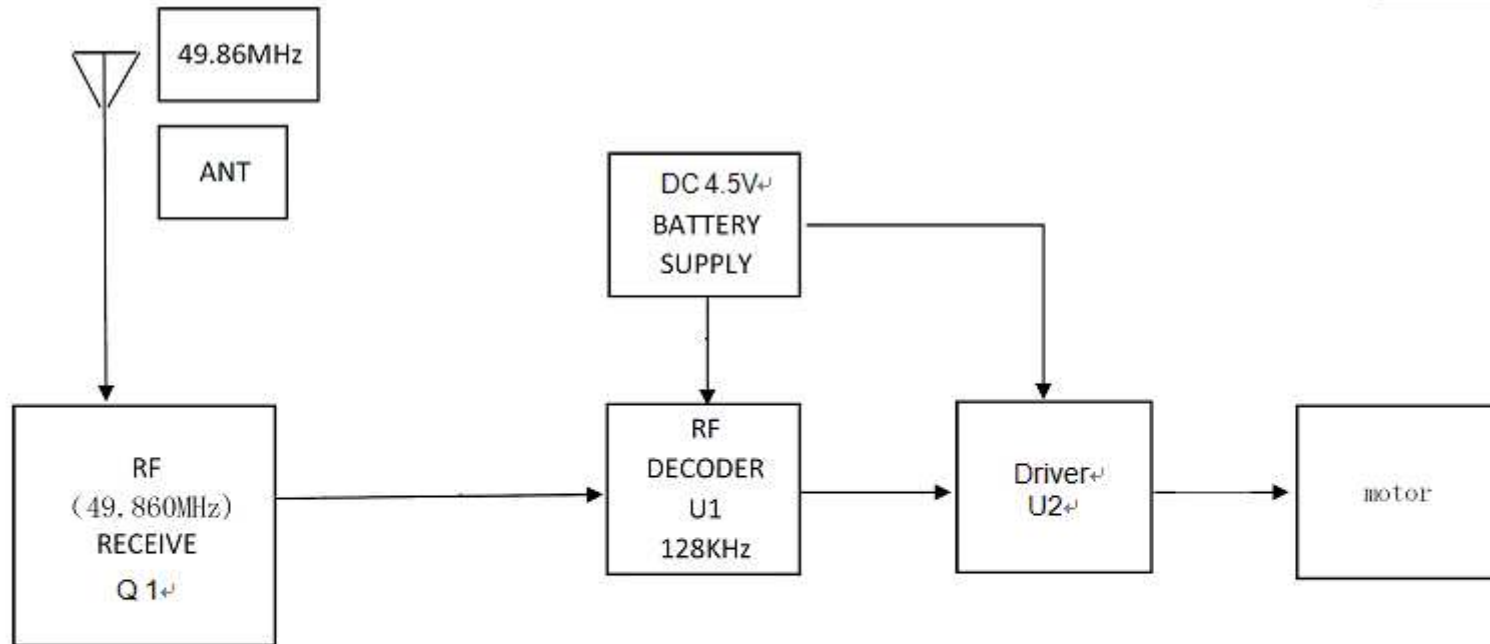 49.86MHz
ANT
DC 4.5V↵
BATTERY
SUPPLY
RF
(49.860MHz)
RECEIVE
Q 1↵
RF
DECODER
U1
128KHz
Driver↵
U2↵
motor